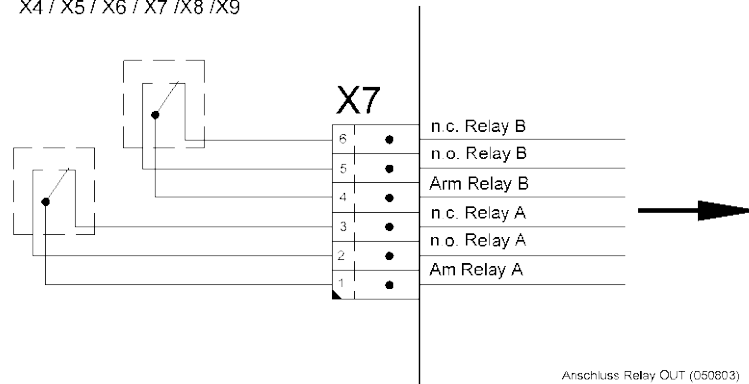 X4 / X5 / X6 / X7 /X8 /X9
X7
6 n.c. Relay B
5 n.o. Relay B
4 Arm Relay B
3 n c. Relay A
2 n o. Relay A
1 Am Relay A
Anschluss Relay OUT (050803)